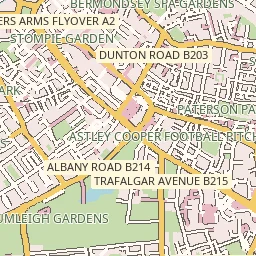 BERMONDSEY SPA GARDENS
ERS ARMS FLYOVER A2
STOMPIE-GARDEN
DUNTON ROAD B203
ARK
PATERSON PA
ASTLEY COOPER FOOTBALL PITCH
ALBANY ROAD B214
TRAFALGAR AVENUE B215
UMLEIGH GARDENS